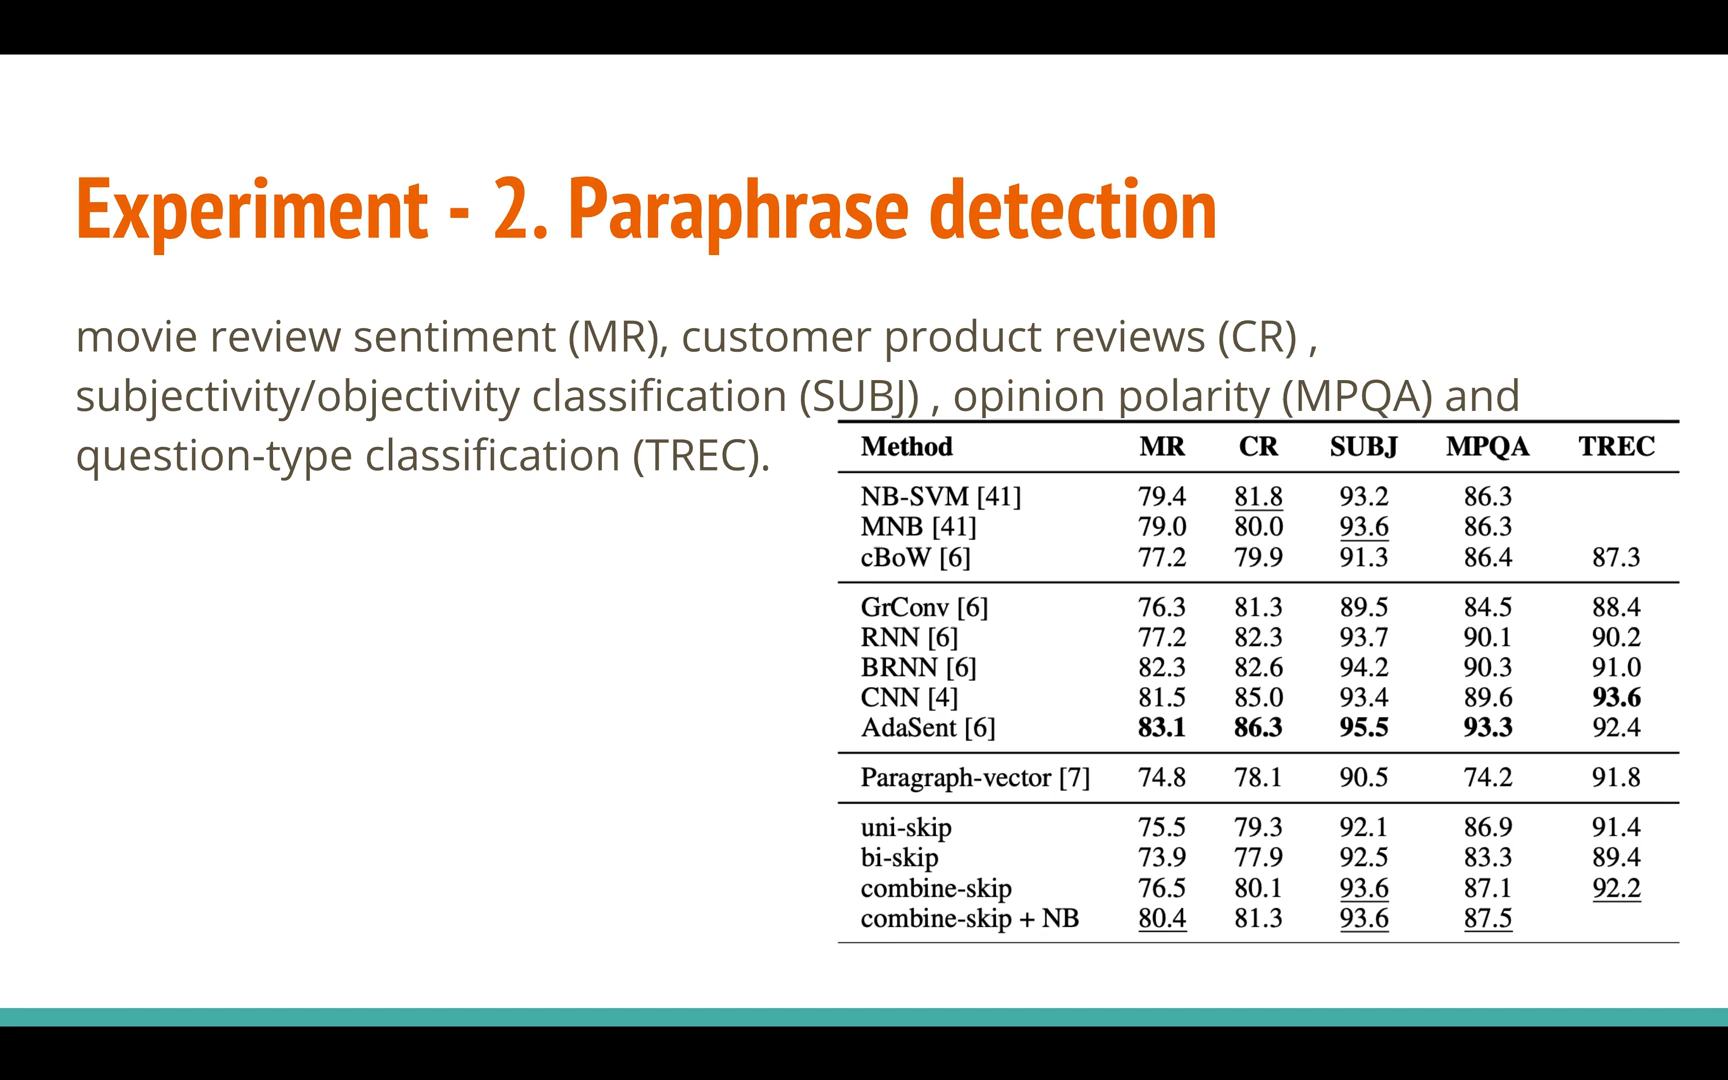 Experiment - 2. Paraphrase detection
movie review sentiment (MR), customer product reviews (CR) ,
subjectivity/objectivity classification (SUBJ) , opinion polarity (MPQA) and
question-type classification (TREC).
Method MR CR SUBJ MPQA TREC
NB-SVM [41] 79.4 81.8 93.2 86.3
MNB [41] 79.0 80.0 93.6 86.3
cBoW [6] 77.2 79.9 91.3 86.4 87.3
GrConv [6] 76.3 81.3 89.5 84.5 88.4
RNN [6] 77.2 82.3 93.7 90.1 90.2
BRNN [6] 82.3 82.6 94.2 90.3 91.0
CNN [4] 81.5 85.0 93.4 89.6 93.6
AdaSent [6] 83.1 86.3 95.5 93.3 92.4
Paragraph-vector [7] 74.8 78.1 90.5 74.2 91.8
uni-skip 75.5 79.3 92.1 86.9 91.4
bi-skip 73.9 77.9 92.5 83.3 89.4
combine-skip 76.5 80.1 93.6 87.1 92.2
combine-skip + NB 80.4 81.3 93.6 87.5